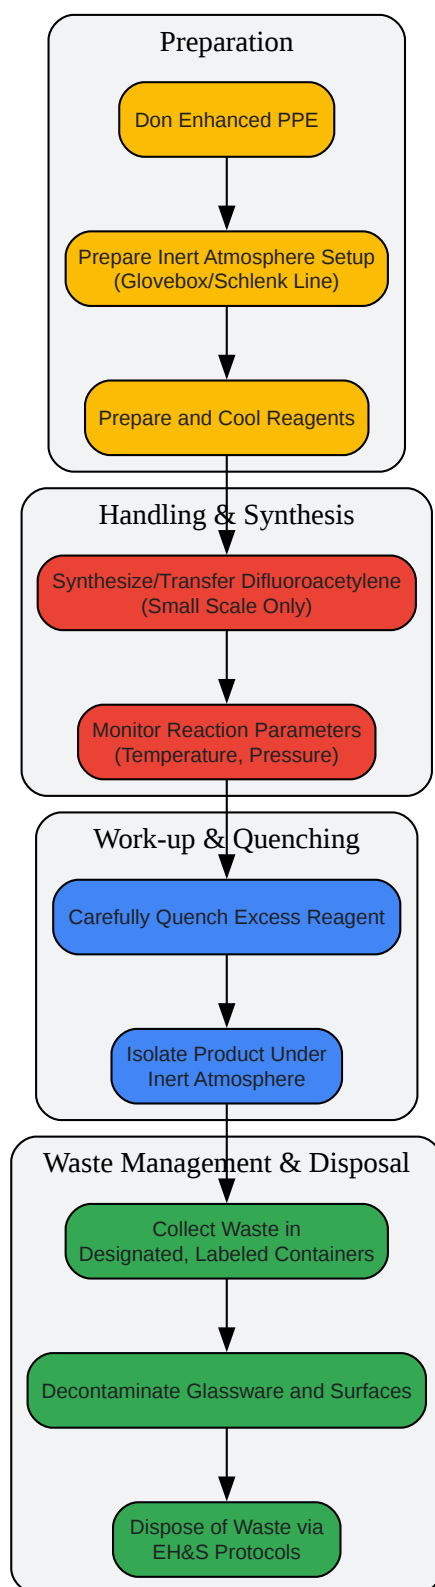 Preparation
Don Enhanced PPE
Prepare Inert Atmosphere Setup
(Glovebox/Schlenk Line)
Prepare and Cool Reagents
Handling & Synthesis
Synthesize/Transfer Difluoroacetylene
(Small Scale Only)
Monitor Reaction Parameters
(Temperature, Pressure)
Work-up & Quenching
Carefully Quench Excess Reagent
Isolate Product Under
Inert Atmosphere
Waste Management & Disposal
Collect Waste in
Designated, Labeled Containers
Decontaminate Glassware and Surfaces
Dispose of Waste via
EH&S Protocols